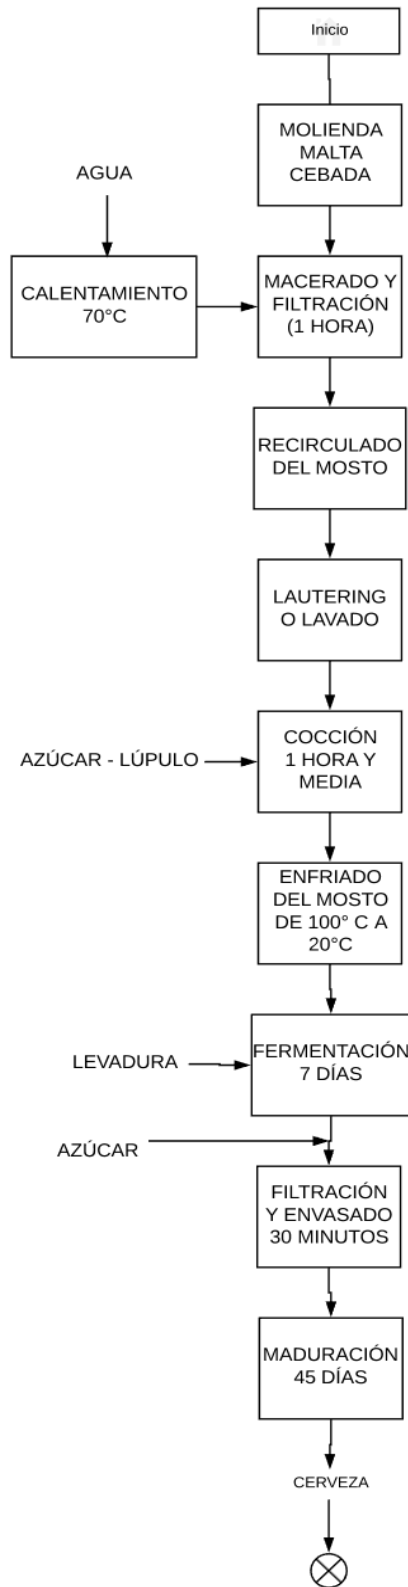 Inicio
MOLIENDA
MALTA
CEBADA
AGUA
CALENTAMIENTO
70°C
MACERADO Y
FILTRACIÓN
(1 HORA)
RECIRCULADO
DEL MOSTO
LAUTERING
O LAVADO
AZÚCAR - LÚPULO
COCCIÓN
1 HORA Y
MEDIA
ENFRIADO
DEL MOSTO
DE 100° C A
20°C
LEVADURA
FERMENTACIÓN
7 DÍAS
AZÚCAR
FILTRACIÓN
Y ENVASADO
30 MINUTOS
MADURACIÓN
45 DÍAS
CERVEZA